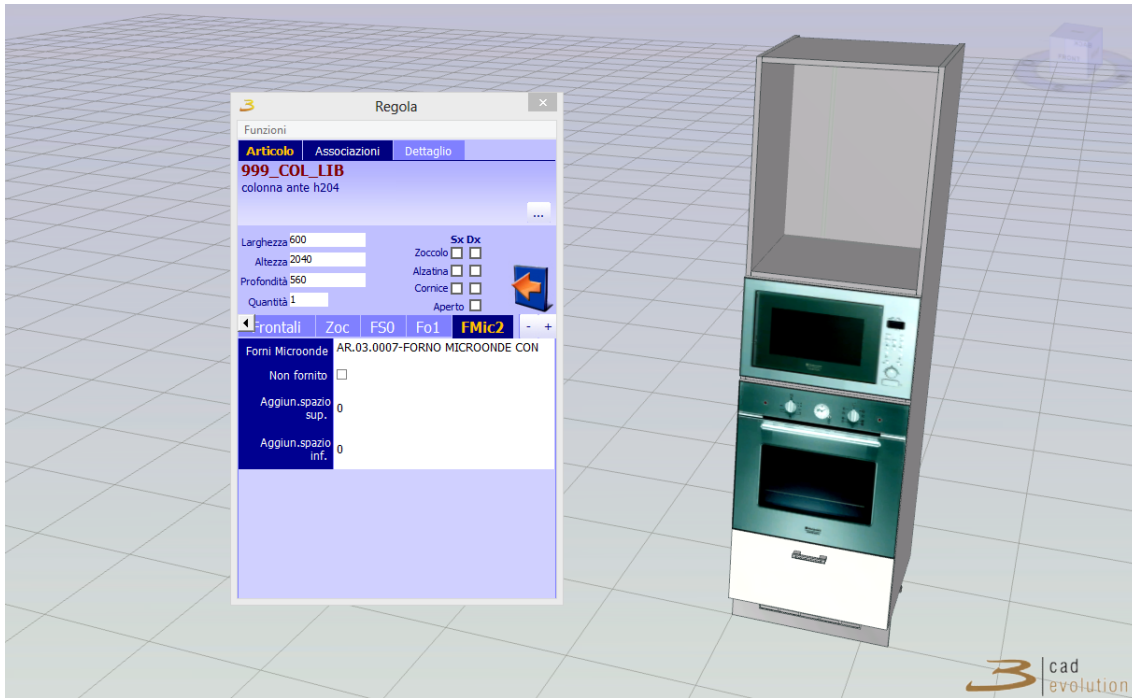 Regola
Funzioni
Articolo Associazioni Dettaglio
999_COL_LIB
colonna ante h204
...
Larghezza 600
Altezza 2040
Profondità 560
Quantità 1
Sx Dx
Zoccolo
Alzatina
Cornice
Aperto
Frontali Zoc FS0 Fo1 FMic2 - +
Forni Microonde AR.03.0007-FORNO MICROONDE CON
Non fornito
Aggiun.spazio
sup. 0
Aggiun.spazio
inf. 0
cad
evolution